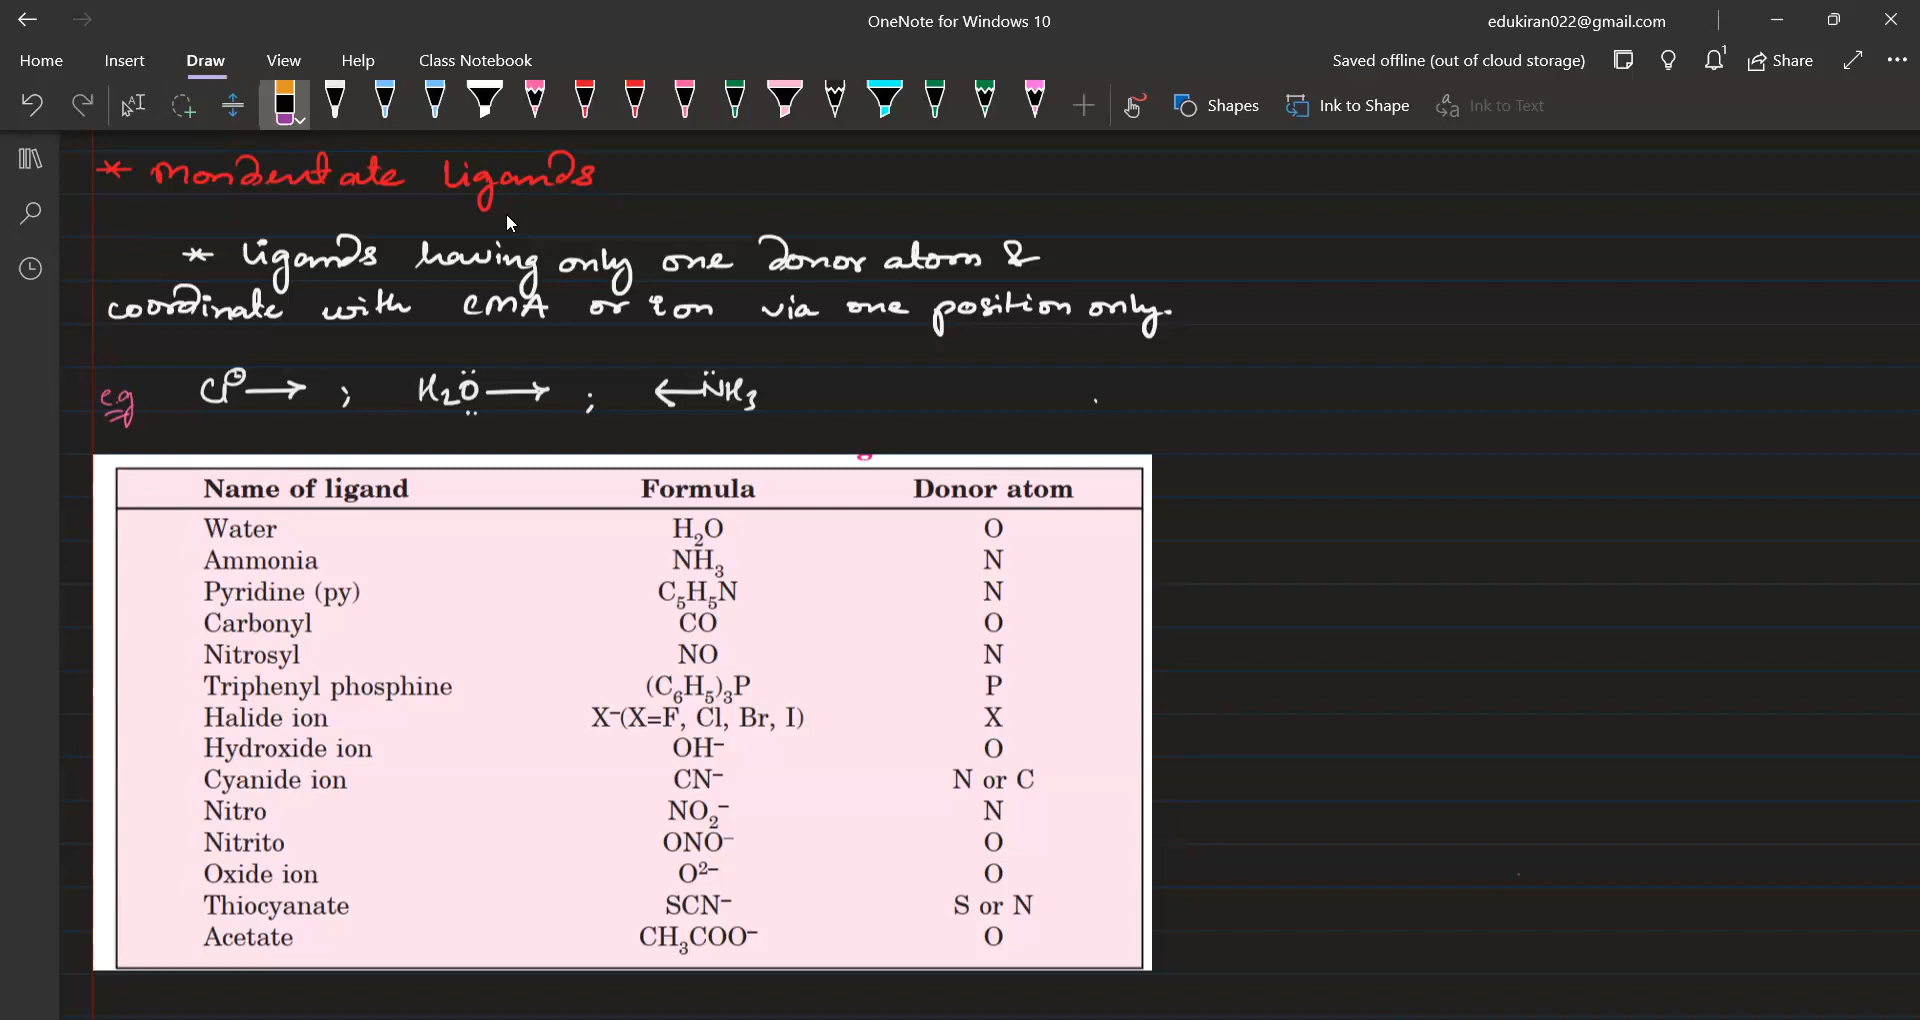 OneNote for Windows 10
edukiran022@gmail.com
Home Insert Draw View Help Class Notebook
Saved offline (out of cloud storage) 1 Share
Shapes Ink to Shape Ink to Text
* Monodentate Ligands
* Ligands having only one donor atom &
coordinate with CMA or ion via one position only.
eg Cl⊖⟶ ; H₂Ö⟶ ; ⟵N̈H₃
Name of ligand Formula Donor atom
Water H₂O O
Ammonia NH₃ N
Pyridine (py) C₅H₅N N
Carbonyl CO O
Nitrosyl NO N
Triphenyl phosphine (C₆H₅)₃P P
Halide ion X⁻(X=F, Cl, Br, I) X
Hydroxide ion OH⁻ O
Cyanide ion CN⁻ N or C
Nitro NO₂⁻ N
Nitrito ONO⁻ O
Oxide ion O²⁻ O
Thiocyanate SCN⁻ S or N
Acetate CH₃COO⁻ O